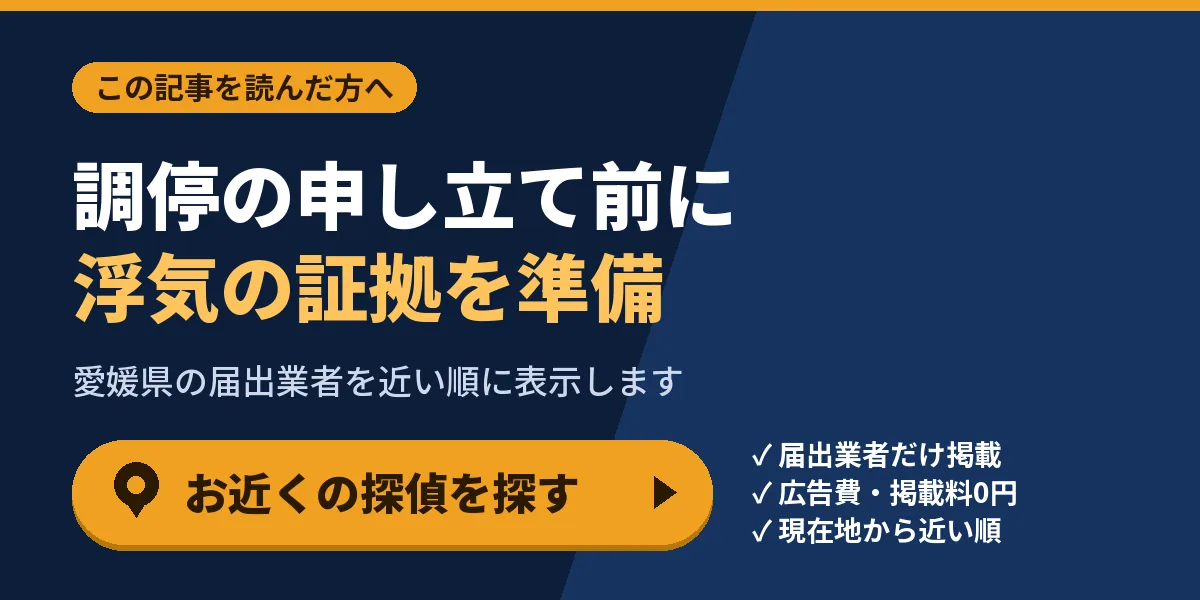 この記事を読んだ方へ
調停の申し立て前に
浮気の証拠を準備
愛媛県の届出業者を近い順に表示します
お近くの探偵を探す
✓届出業者だけ掲載
✓広告費・掲載料0円
✓現在地から近い順